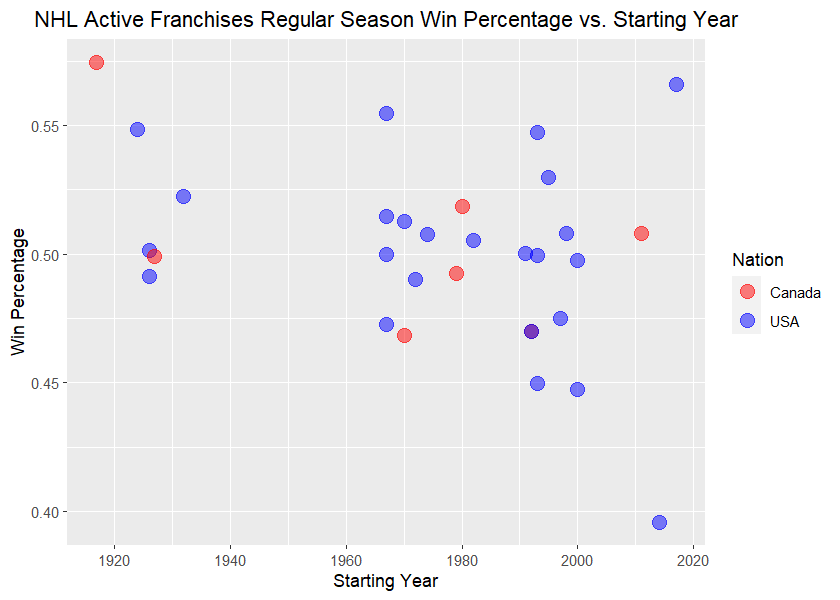 NHL Active Franchises Regular Season Win Percentage vs. Starting Year
Win Percentage
0.55
0.50
0.45
0.40
1920
1940
1960
1980
2000
2020
Starting Year
Nation
Canada
USA